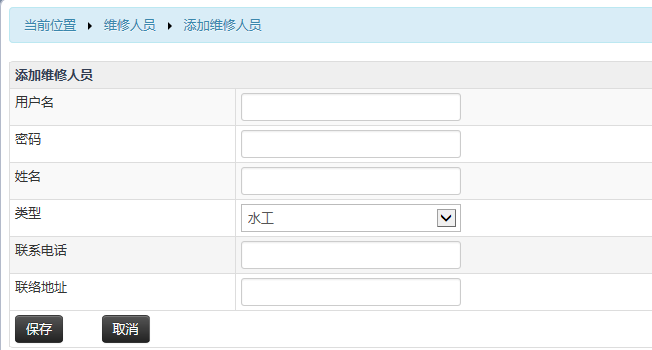 当前位置 维修人员 添加维修人员
添加维修人员
用户名
密码
姓名
类型 水工
联系电话
联络地址
保存 取消